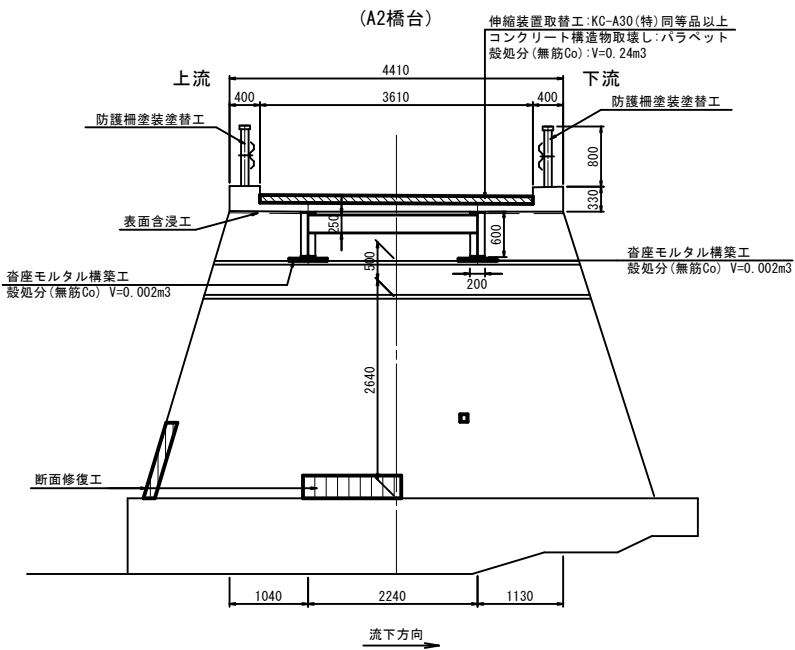 (A2橋台)
伸縮装置取替工:KC-A30(特)同等品以上
コンクリート構造物取壊し:パラペット
殻処分(無筋Co):V=0.24m3
上流
4410
下流
400
3610
400
防護柵塗装塗替工
防護柵塗装塗替工
800
330
表面含浸工
250
600
500
沓座モルタル構築工
殻処分(無筋Co) V=0.002m3
沓座モルタル構築工
殻処分(無筋Co) V=0.002m3
200
2640
断面修復工
1040
2240
1130
流下方向